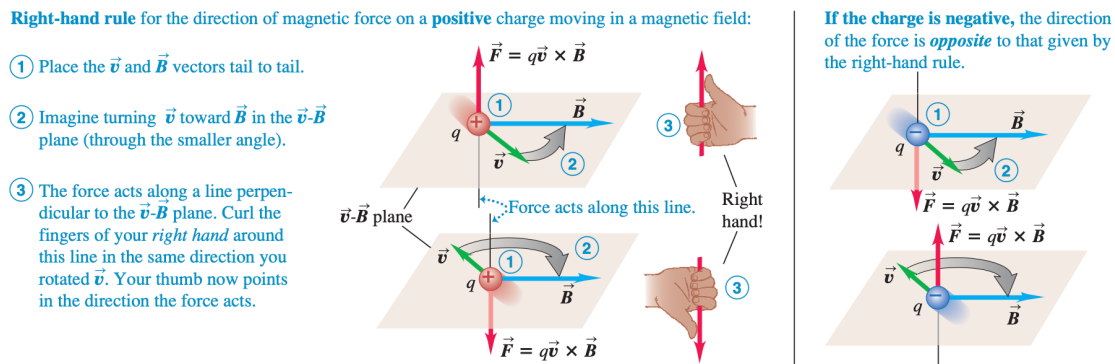 Right-hand rule for the direction of magnetic force on a positive charge moving in a magnetic field:
1 Place the v⃗ and B⃗ vectors tail to tail.
2 Imagine turning v⃗ toward B⃗ in the v⃗-B⃗
plane (through the smaller angle).
3 The force acts along a line perpen-
dicular to the v⃗-B⃗ plane. Curl the
fingers of your right hand around
this line in the same direction you
rotated v⃗. Your thumb now points
in the direction the force acts.
F⃗ = qv⃗ × B⃗
1
B⃗
q
v⃗
2
3
v⃗-B⃗ plane
Force acts along this line.
Right
hand!
v⃗
2
1
q
B⃗
3
F⃗ = qv⃗ × B⃗
If the charge is negative, the direction
of the force is opposite to that given by
the right-hand rule.
1
B⃗
q
v⃗
2
F⃗ = qv⃗ × B⃗
F⃗ = qv⃗ × B⃗
v⃗
q
B⃗